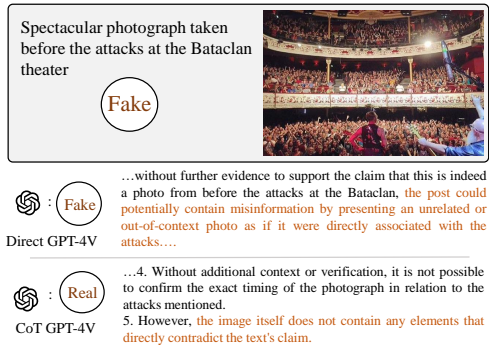 Spectacular photograph taken
before the attacks at the Bataclan
theater
Fake
…without further evidence to support the claim that this is indeed
a photo from before the attacks at the Bataclan, the post could
potentially contain misinformation by presenting an unrelated or
out-of-context photo as if it were directly associated with the
attacks….
: Fake
Direct GPT-4V
…4. Without additional context or verification, it is not possible
to confirm the exact timing of the photograph in relation to the
attacks mentioned.
5. However, the image itself does not contain any elements that
directly contradict the text's claim.
: Real
CoT GPT-4V